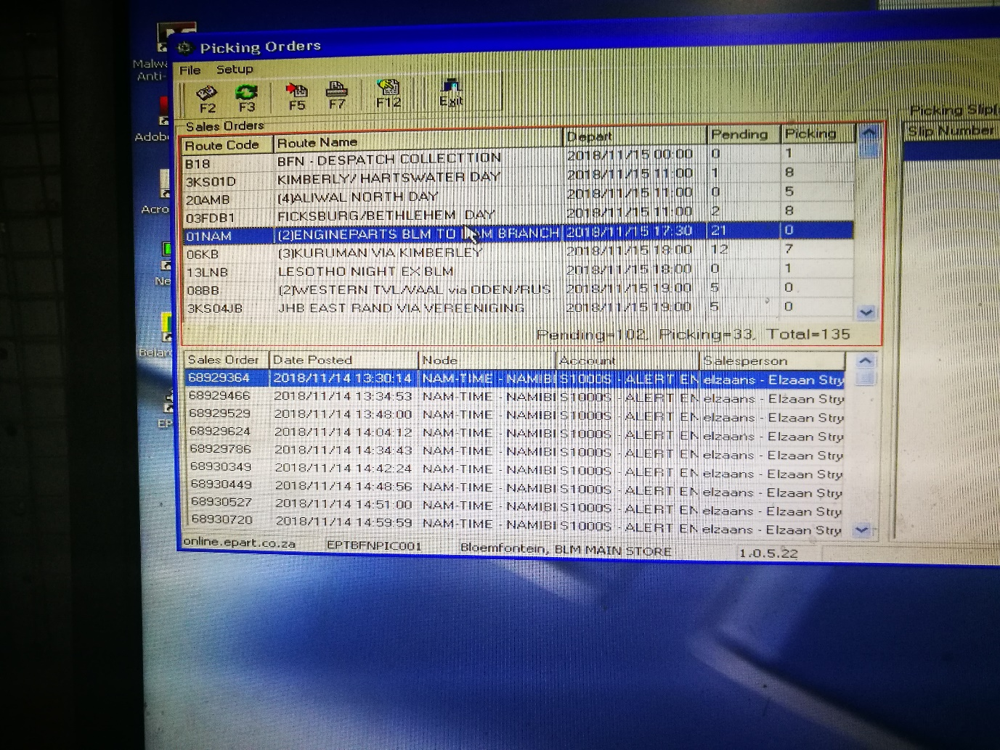 Picking Orders
File Setup
F2 F3 F5 F7 F12 Exit
Sales Orders
Picking Slip(
Slip Number
Route Code Route Name Depart Pending Picking
B18 BFN - DESPATCH COLLECTTION 2018/11/15 00:00 0 1
3KS01D KIMBERLY/ HARTSWATER DAY 2018/11/15 11:00 1 8
20AMB (4)ALIWAL NORTH DAY 2018/11/15 11:00 0 5
03FDB1 FICKSBURG/BETHLEHEM DAY 2018/11/15 11:00 2 8
01NAM (2)ENGINEPARTS BLM TO BRANCH 2018/11/15 17:30 21 0
06KB (3)KURUMAN VIA KIMBERLEY 2018/11/15 18:00 12 7
13LNB LESOTHO NIGHT EX BLM 2018/11/15 18:00 0 1
08BB (2)WESTERN TVL/VAAL via ODEN/RUS 2018/11/15 19:00 5 0
3KS04JB JHB EAST RAND VIA VEREENIGING 2018/11/15 19:00 5 0
Pending=102, Picking=33, Total=135
Sales Order Date Posted Node Account Salesperson
68929364 2018/11/14 13:30:14 NAM-TIME - NAMIBI S1000S - ALERT EN elzaans - Elzaan Stry
68929466 2018/11/14 13:34:53 NAM-TIME - NAMIBI S1000S - ALERT EN elzaans - Elzaan Stry
68929529 2018/11/14 13:48:00 NAM-TIME - NAMIBI S1000S - ALERT EN elzaans - Elzaan Stry
68929624 2018/11/14 14:04:12 NAM-TIME - NAMIBI S1000S - ALERT EN elzaans - Elzaan Stry
68929786 2018/11/14 14:34:43 NAM-TIME - NAMIBI S1000S - ALERT EN elzaans - Elzaan Stry
68930349 2018/11/14 14:42:24 NAM-TIME - NAMIBI S1000S - ALERT EN elzaans - Elzaan Stry
68930449 2018/11/14 14:48:56 NAM-TIME - NAMIBI S1000S - ALERT EN elzaans - Elzaan Stry
68930527 2018/11/14 14:51:00 NAM-TIME - NAMIBI S1000S - ALERT EN elzaans - Elzaan Stry
68930720 2018/11/14 14:59:59 NAM-TIME - NAMIBI S1000S - ALERT EN elzaans - Elzaan Stry
online.epart.co.za EPTBFNPIC001 Bloemfontein, BLM MAIN STORE 1.0.5.22
Malwa
Anti-
Adob
Acro
Ne
EP